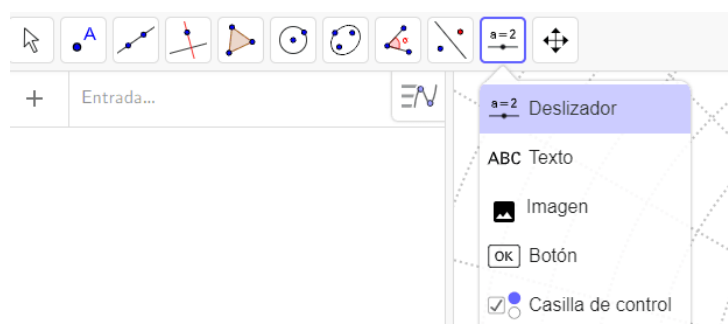 A
a=2
+ Entrada...
a=2 Deslizador
ABC Texto
Imagen
OK Botón
Casilla de control